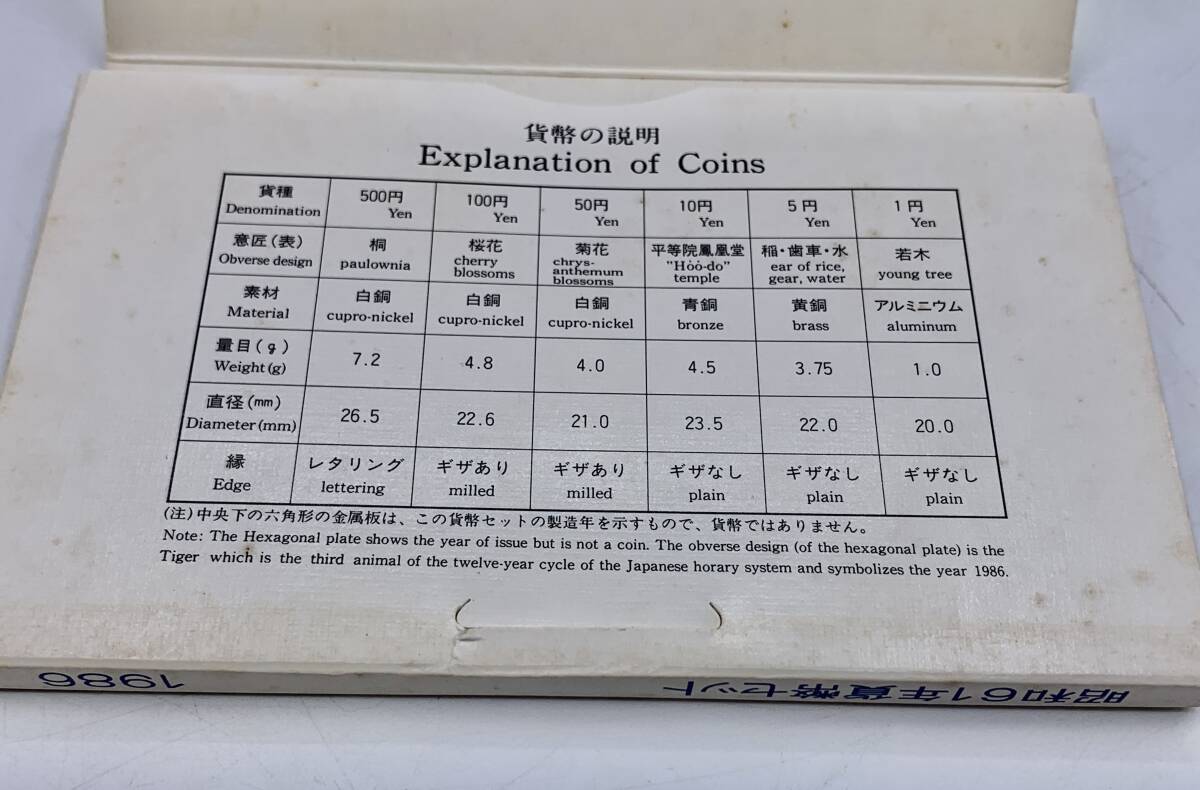 貨幣の説明
Explanation of Coins
貨種 500円 100円 50円 10円 5円 1円
Denomination Yen Yen Yen Yen Yen Yen
意匠(表) 桐 桜花 菊花 平等院鳳凰堂 稲・歯車・水 若木
Obverse design paulownia cherry blossoms chrys-anthemum blossoms "Hóó-do" temple ear of rice, gear, water young tree
素材 白銅 白銅 白銅 青銅 黄銅 アルミニウム
Material cupro-nickel cupro-nickel cupro-nickel bronze brass aluminum
量目(g)
Weight(g) 7.2 4.8 4.0 4.5 3.75 1.0
直径(mm)
Diameter(mm) 26.5 22.6 21.0 23.5 22.0 20.0
縁 レタリング ギザあり ギザあり ギザなし ギザなし ギザなし
Edge lettering milled milled plain plain plain
(注)中央下の六角形の金属板は、この貨幣セットの製造年を示すもので、貨幣ではありません。
Note: The Hexagonal plate shows the year of issue but is not a coin. The obverse design (of the hexagonal plate) is the
Tiger which is the third animal of the twelve-year cycle of the Japanese horary system and symbolizes the year 1986.
昭和61年貨幣セット 1986